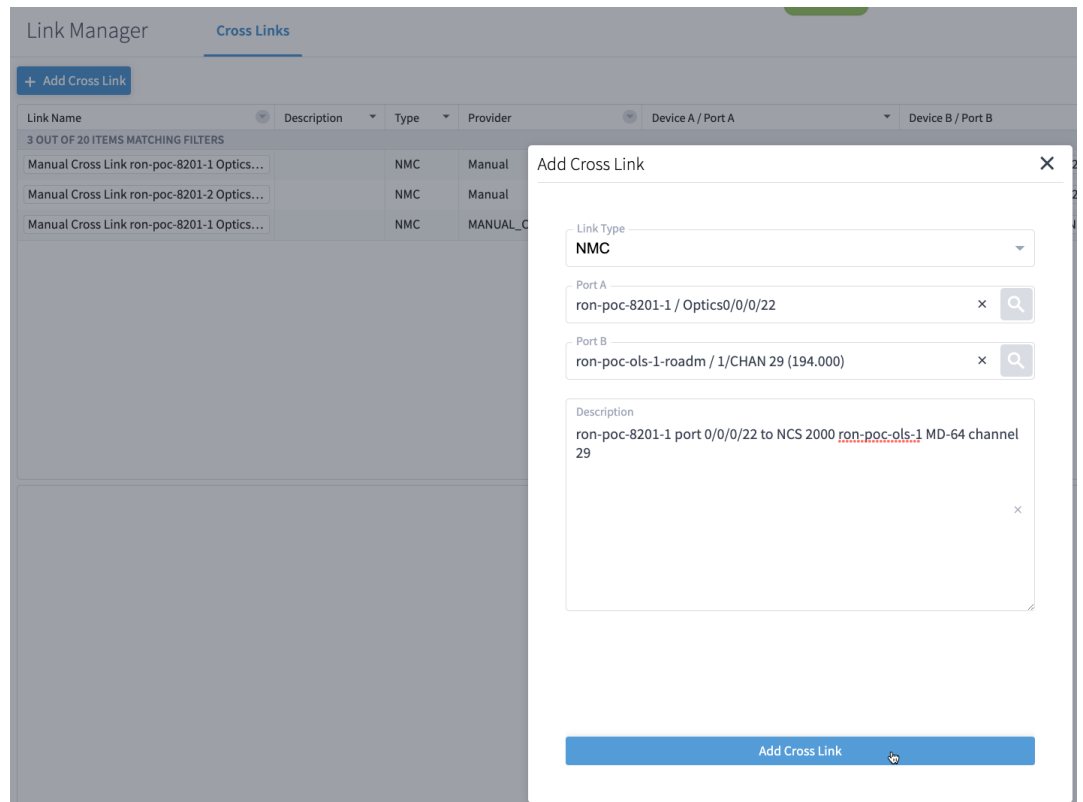 Link Manager
Cross Links
+ Add Cross Link
Link Name Description Type Provider Device A / Port A Device B / Port B
3 OUT OF 20 ITEMS MATCHING FILTERS
Manual Cross Link ron-poc-8201-1 Optics... NMC Manual
Manual Cross Link ron-poc-8201-2 Optics... NMC Manual
Manual Cross Link ron-poc-8201-1 Optics... NMC
Add Cross Link
Link Type
NMC
Port A
ron-poc-8201-1 / Optics0/0/0/22
Port B
ron-poc-ols-1-roadm / 1/CHAN 29 (194.000)
Description
ron-poc-8201-1 port 0/0/0/22 to NCS 2000 ron-poc-ols-1 MD-64 channel
29
Add Cross Link